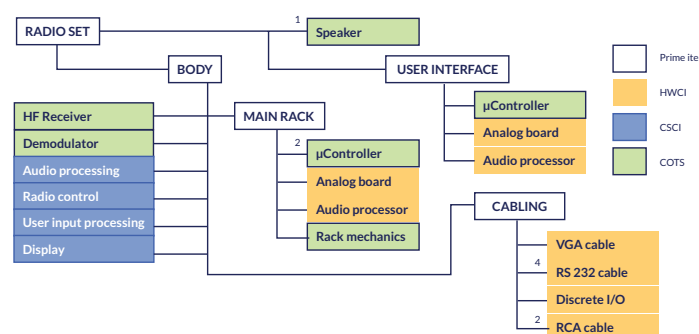 RADIO SET
1
Speaker
BODY
USER INTERFACE
Prime ite
HWCI
CSCI
COTS
HF Receiver
Demodulator
Audio processing
Radio control
User input processing
Display
MAIN RACK
2
µController
Analog board
Audio processor
Rack mechanics
µController
Analog board
Audio processor
CABLING
VGA cable
4
RS 232 cable
Discrete I/O
2
RCA cable